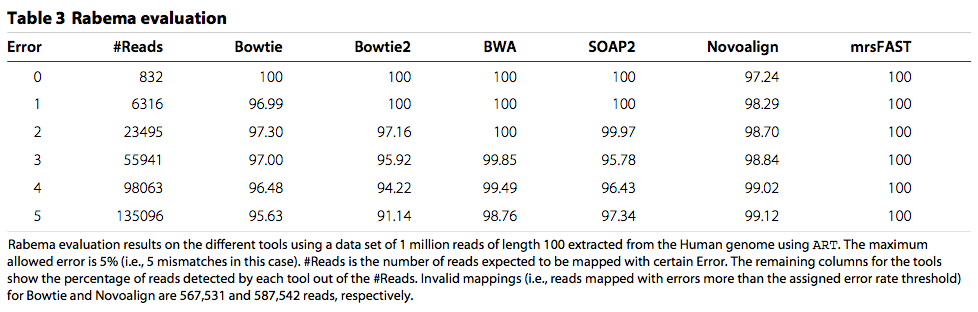 Table 3 Rabema evaluation
Error #Reads Bowtie Bowtie2 BWA SOAP2 Novoalign mrsFAST
0 832 100 100 100 100 97.24 100
1 6316 96.99 100 100 100 98.29 100
2 23495 97.30 97.16 100 99.97 98.70 100
3 55941 97.00 95.92 99.85 95.78 98.84 100
4 98063 96.48 94.22 99.49 96.43 99.02 100
5 135096 95.63 91.14 98.76 97.34 99.12 100
Rabema evaluation results on the different tools using a data set of 1 million reads of length 100 extracted from the Human genome using ART. The maximum
allowed error is 5% (i.e., 5 mismatches in this case). #Reads is the number of reads expected to be mapped with certain Error. The remaining columns for the tools
show the percentage of reads detected by each tool out of the #Reads. Invalid mappings (i.e., reads mapped with errors more than the assigned error rate threshold)
for Bowtie and Novoalign are 567,531 and 587,542 reads, respectively.